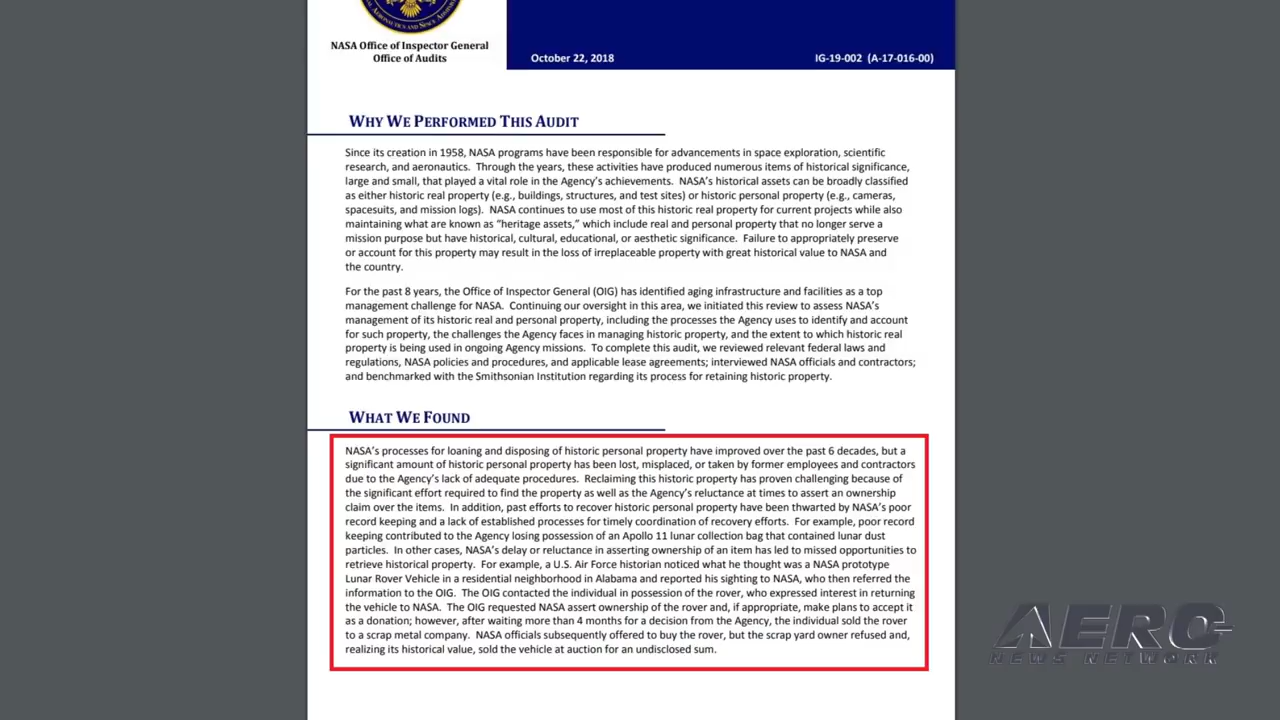 NASA Office of Inspector General
Office of Audits
October 22, 2018
IG-19-002 (A-17-016-00)
WHY WE PERFORMED THIS AUDIT
Since its creation in 1958, NASA programs have been responsible for advancements in space exploration, scientific
research, and aeronautics. Through the years, these activities have produced numerous items of historical significance,
large and small, that played a vital role in the Agency's achievements. NASA's historical assets can be broadly classified
as either historic real property (e.g., buildings, structures, and test sites) or historic personal property (e.g., cameras,
spacesuits, and mission logs). NASA continues to use most of this historic real property for current projects while also
maintaining what are known as “heritage assets,” which include real and personal property that no longer serve a
mission purpose but have historical, cultural, educational, or aesthetic significance. Failure to appropriately preserve
or account for this property may result in the loss of irreplaceable property with great historical value to NASA and
the country.
For the past 8 years, the Office of Inspector General (OIG) has identified aging infrastructure and facilities as a top
management challenge for NASA. Continuing our oversight in this area, we initiated this review to assess NASA's
management of its historic real and personal property, including the processes the Agency uses to identify and account
for such property, the challenges the Agency faces in managing historic property, and the extent to which historic real
property is being used in ongoing Agency missions. To complete this audit, we reviewed relevant federal laws and
regulations, NASA policies and procedures, and applicable lease agreements; interviewed NASA officials and contractors;
and benchmarked with the Smithsonian Institution regarding its process for retaining historic property.
WHAT WE FOUND
NASA's processes for loaning and disposing of historic personal property have improved over the past 6 decades, but a
significant amount of historic personal property has been lost, misplaced, or taken by former employees and contractors
due to the Agency's lack of adequate procedures. Reclaiming this historic property has proven challenging because of
the significant effort required to find the property as well as the Agency's reluctance at times to assert an ownership
claim over the items. In addition, past efforts to recover historic personal property have been thwarted by NASA's poor
record keeping and a lack of established processes for timely coordination of recovery efforts. For example, poor record
keeping contributed to the Agency losing possession of an Apollo 11 lunar collection bag that contained lunar dust
particles. In other cases, NASA's delay or reluctance in asserting ownership of an item has led to missed opportunities to
retrieve historical property. For example, a U.S. Air Force historian noticed what he thought was a NASA prototype
Lunar Rover Vehicle in a residential neighborhood in Alabama and reported his sighting to NASA, who then referred the
information to the OIG. The OIG contacted the individual in possession of the rover, who expressed interest in returning
the vehicle to NASA. The OIG requested NASA assert ownership of the rover and, if appropriate, make plans to accept it
as a donation; however, after waiting more than 4 months for a decision from the Agency, the individual sold the rover
to a scrap metal company. NASA officials subsequently offered to buy the rover, but the scrap yard owner refused and,
realizing its historical value, sold the vehicle at auction for an undisclosed sum.
AERO
NEWS NETWORK